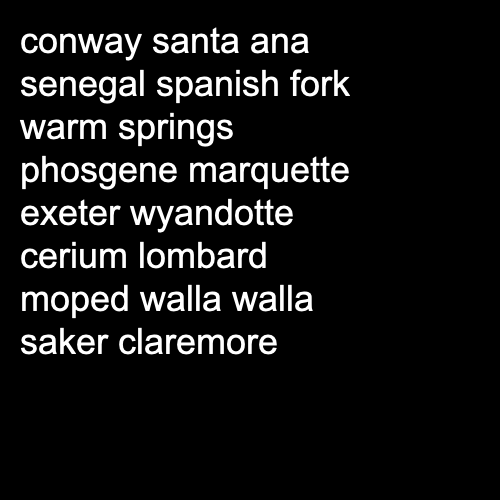 conway santa ana
senegal spanish fork
warm springs
phosgene marquette
exeter wyandotte
cerium lombard
moped walla walla
saker claremore